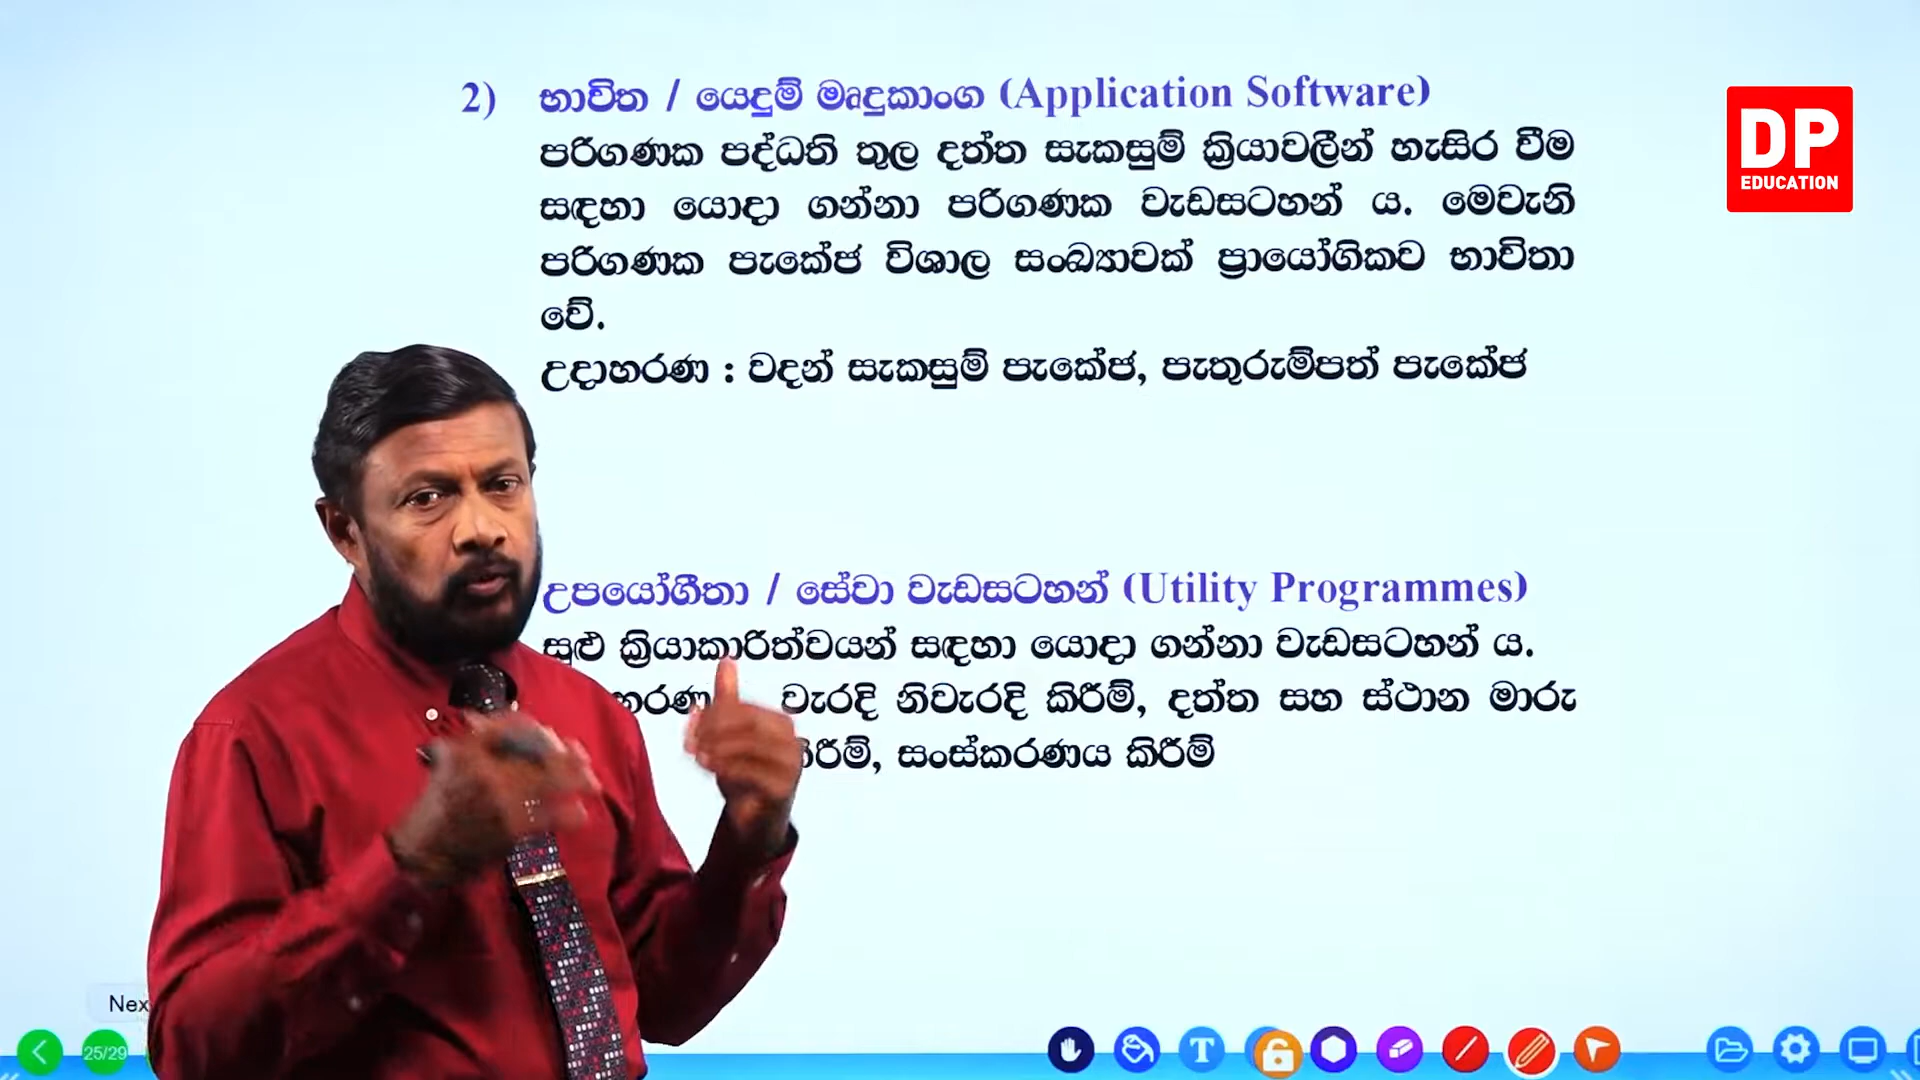 2) භාවිත / යෙදුම් මෘදුකාංග (Application Software)
පරිගණක පද්ධති තුල දත්ත සැකසුම් ක්‍රියාවලීන් හැසිර වීම
සඳහා යොදා ගන්නා පරිගණක වැඩසටහන් ය. මෙවැනි
පරිගණක පැකේජ විශාල සංඛ්‍යාවක් ප්‍රායෝගිකව භාවිතා
වේ.
උදාහරණ : වදන් සැකසුම් පැකේජ, පැතුරුම්පත් පැකේජ
උපයෝගීතා / සේවා වැඩසටහන් (Utility Programmes)
සුළු ක්‍රියාකාරිත්වයන් සඳහා යොදා ගන්නා වැඩසටහන් ය.
වැරදි නිවැරදි කිරීම්, දත්ත සහ ස්ථාන මාරු
සංස්කරණය කිරීම්
DP
EDUCATION
25/29